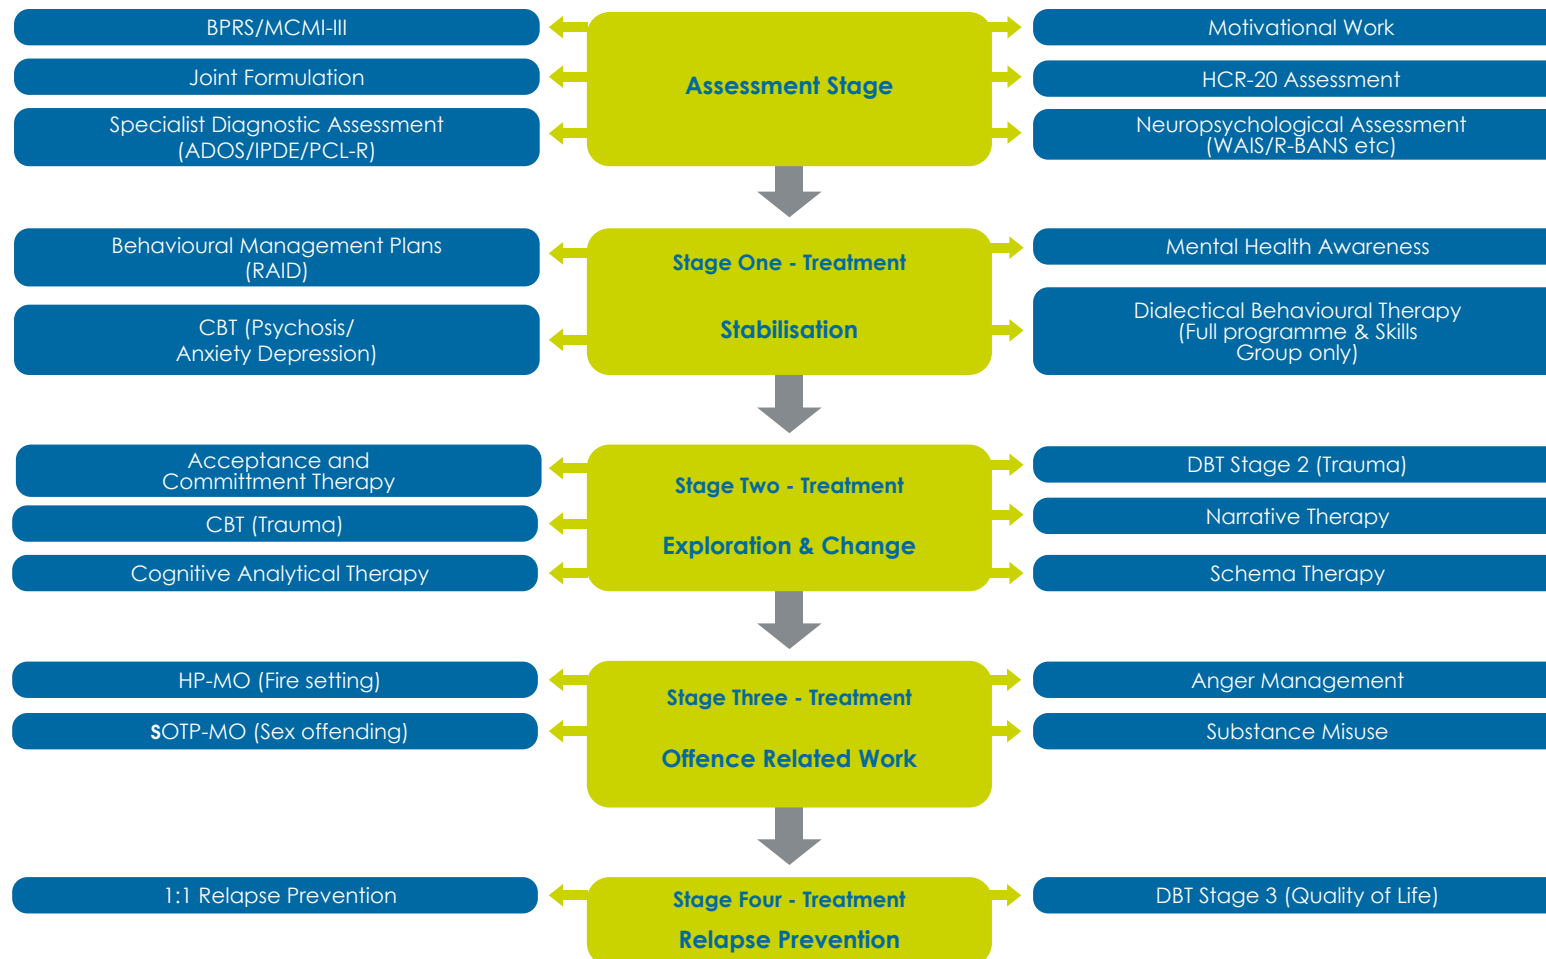 BPRS/MCMI-III
Joint Formulation
Specialist Diagnostic Assessment
(ADOS/IPDE/PCL-R)
Assessment Stage
Motivational Work
HCR-20 Assessment
Neuropsychological Assessment
(WAIS/R-BANS etc)
Behavioural Management Plans
(RAID)
CBT (Psychosis/
Anxiety Depression)
Stage One - Treatment
Stabilisation
Mental Health Awareness
Dialectical Behavioural Therapy
(Full programme & Skills
Group only)
Acceptance and
Committment Therapy
CBT (Trauma)
Cognitive Analytical Therapy
Stage Two - Treatment
Exploration & Change
DBT Stage 2 (Trauma)
Narrative Therapy
Schema Therapy
HP-MO (Fire setting)
SOTP-MO (Sex offending)
Stage Three - Treatment
Offence Related Work
Anger Management
Substance Misuse
1:1 Relapse Prevention
Stage Four - Treatment
Relapse Prevention
DBT Stage 3 (Quality of Life)